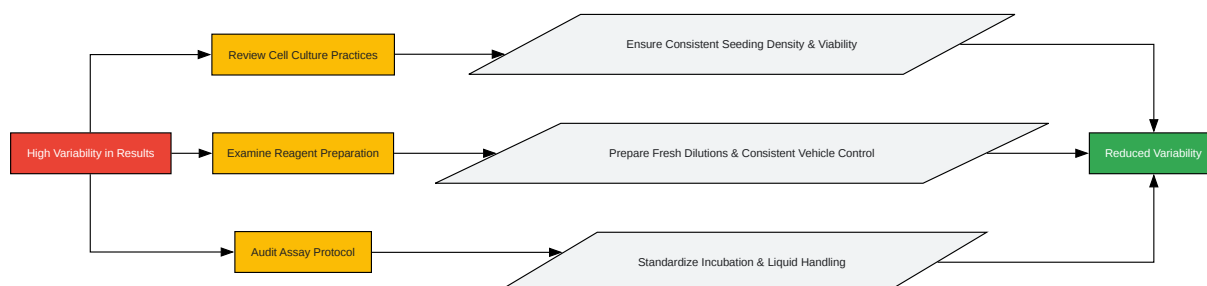 Review Cell Culture Practices
Ensure Consistent Seeding Density & Viability
High Variability in Results
Examine Reagent Preparation
Prepare Fresh Dilutions & Consistent Vehicle Control
Reduced Variability
Audit Assay Protocol
Standardize Incubation & Liquid Handling